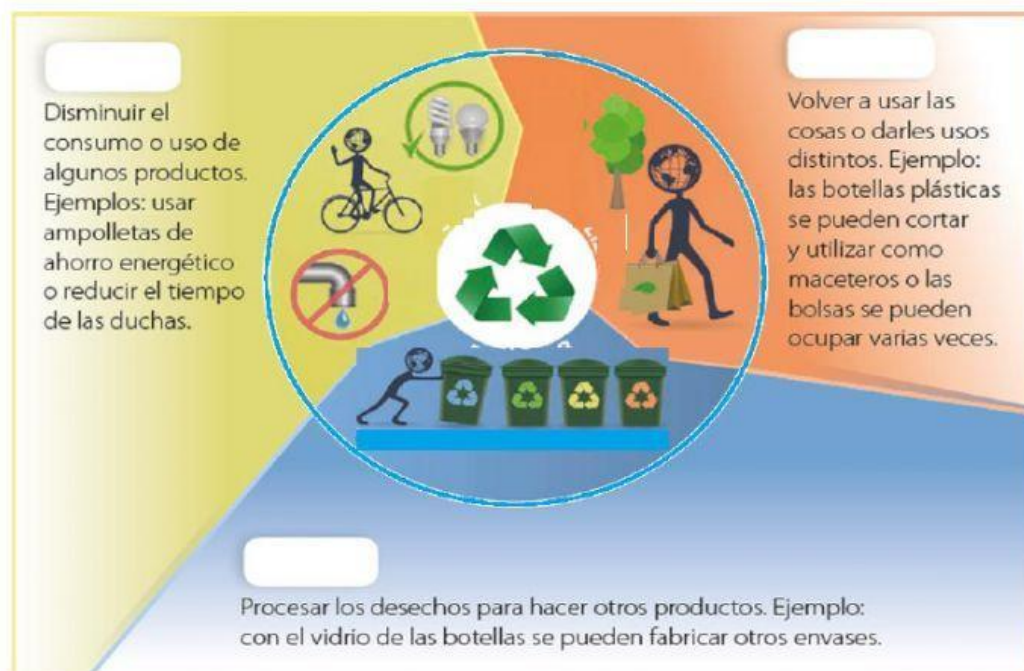 Disminuir el
consumo o uso de
algunos productos.
Ejemplos: usar
ampolletas de
ahorro energético
o reducir el tiempo
de las duchas.
Volver a usar las
cosas o darles usos
distintos. Ejemplo:
las botellas plásticas
se pueden cortar
y utilizar como
maceteros o las
bolsas se pueden
ocupar varias veces.
Procesar los desechos para hacer otros productos. Ejemplo:
con el vidrio de las botellas se pueden fabricar otros envases.